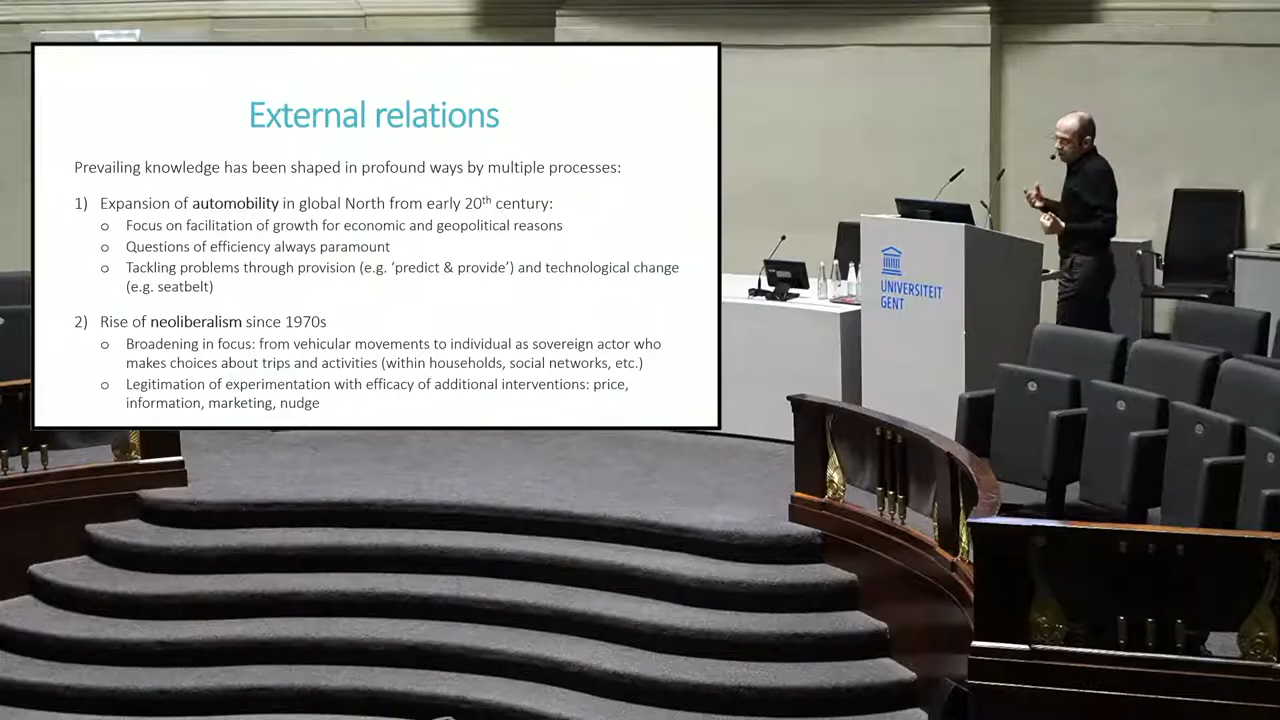 External relations
Prevailing knowledge has been shaped in profound ways by multiple processes:
1) Expansion of automobility in global North from early 20th century:
o Focus on facilitation of growth for economic and geopolitical reasons
o Questions of efficiency always paramount
o Tackling problems through provision (e.g. ‘predict & provide’) and technological change
(e.g. seatbelt)
2) Rise of neoliberalism since 1970s
o Broadening in focus: from vehicular movements to individual as sovereign actor who
makes choices about trips and activities (within households, social networks, etc.)
o Legitimation of experimentation with efficacy of additional interventions: price,
information, marketing, nudge
UNIVERSITEIT
GENT